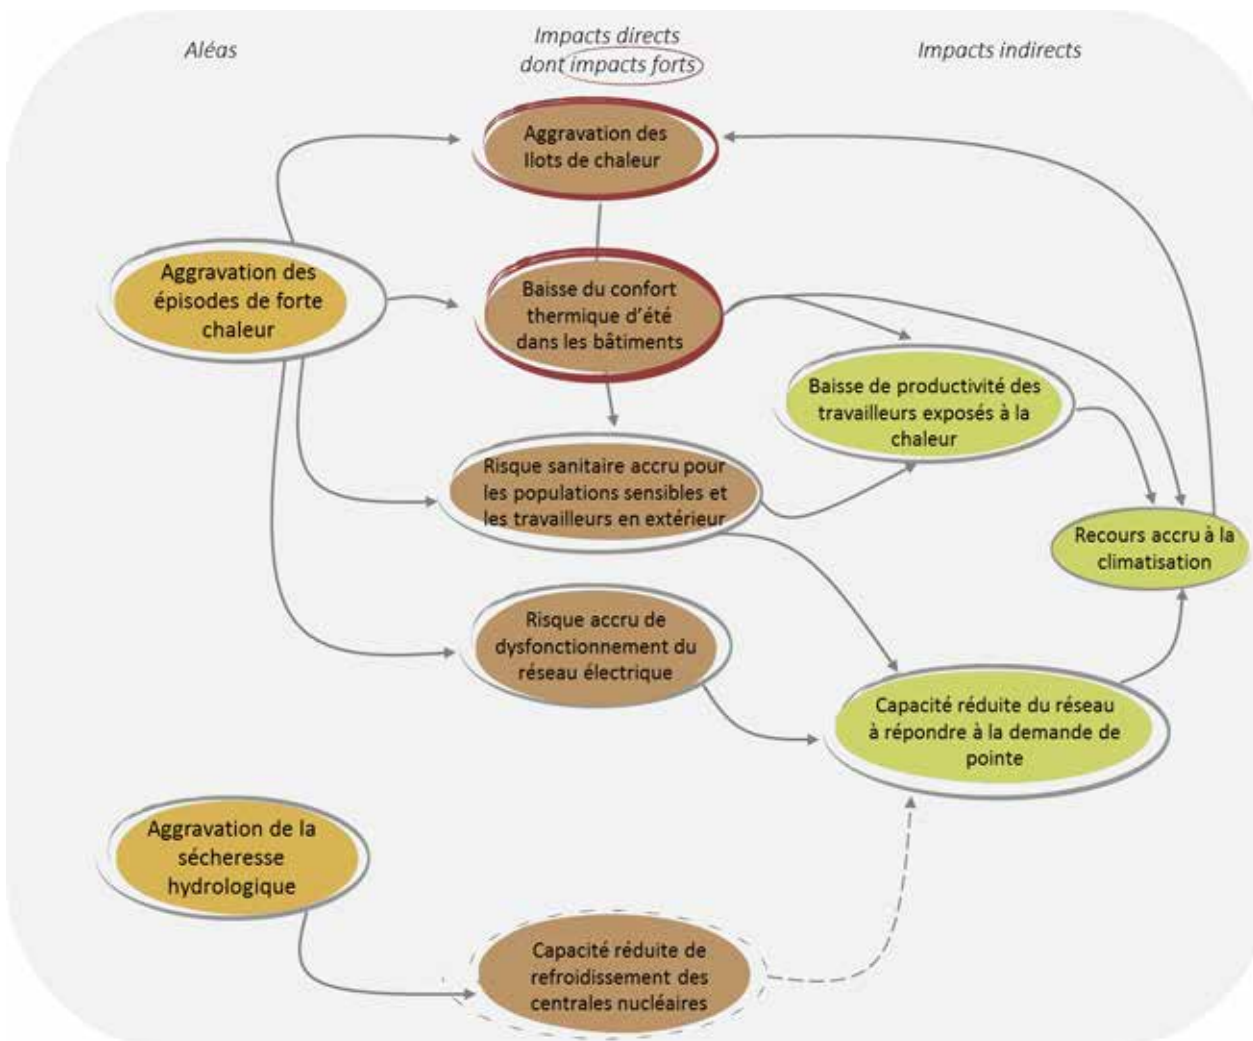 Aléas
Impacts directs
dont impacts forts
Impacts indirects
Aggravation des
Ilots de chaleur
Aggravation des
épisodes de forte
chaleur
Baisse du confort
thermique d'été
dans les bâtiments
Baisse de productivité des
travailleurs exposés à la
chaleur
Risque sanitaire accru pour
les populations sensibles et
les travailleurs en extérieur
Recours accru à la
climatisation
Risque accru de
dysfonctionnement du
réseau électrique
Capacité réduite du réseau
à répondre à la demande de
pointe
Aggravation de la
sécheresse
hydrologique
Capacité réduite de
refroidissement des
centrales nucléaires